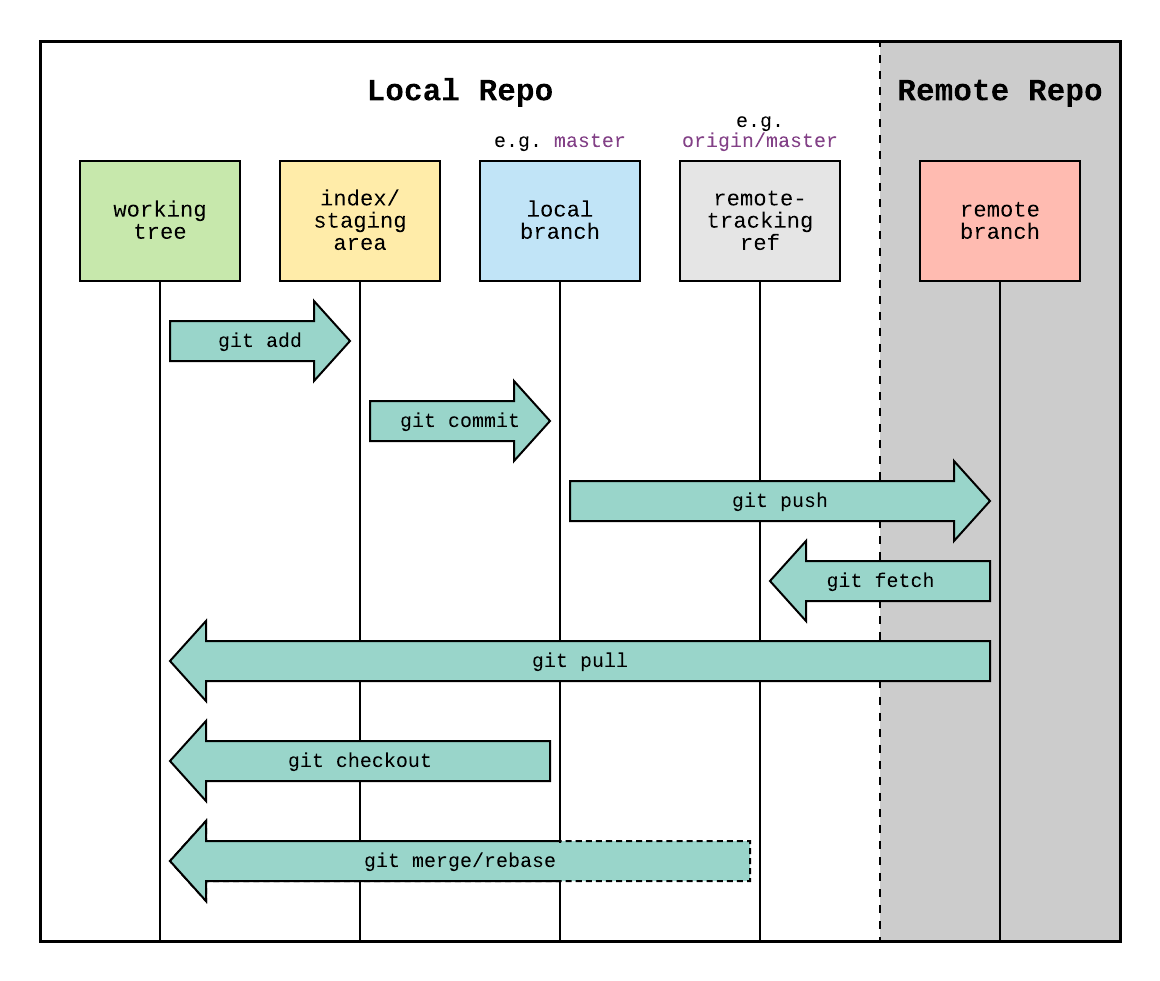 Local Repo
Remote Repo
e.g. master
e.g.
origin/master
working
tree
index/
staging
area
local
branch
remote-
tracking
ref
remote
branch
git add
git commit
git push
git fetch
git pull
git checkout
git merge/rebase